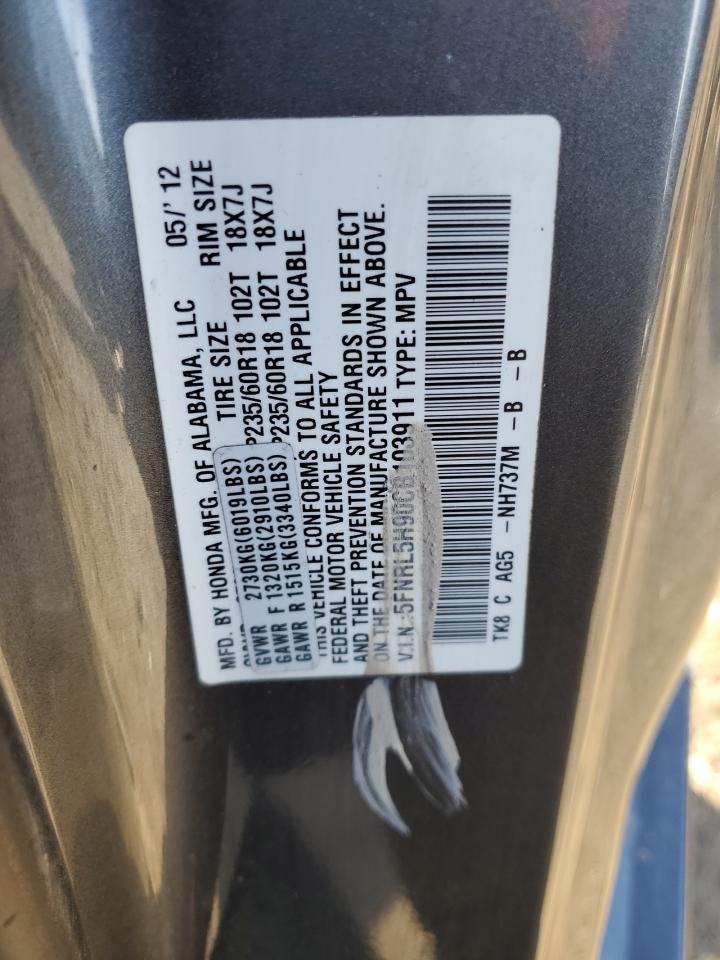 MFD. BY HONDA MFG. OF ALABAMA, LLC 05/'12
TIRE SIZE RIM SIZE
GVWR 2730KG(6019LBS)
GAWR F 1320KG(2910LBS) P235/60R18 102T 18X7J
GAWR R 1515KG(3340LBS) P235/60R18 102T 18X7J
THIS VEHICLE CONFORMS TO ALL APPLICABLE
FEDERAL MOTOR VEHICLE SAFETY
AND THEFT PREVENTION STANDARDS IN EFFECT
ON THE DATE OF MANUFACTURE SHOWN ABOVE.
V.I.N.:5FNRL5H90CB103911 TYPE: MPV
TK8 C AG5 -NH737M -B -B